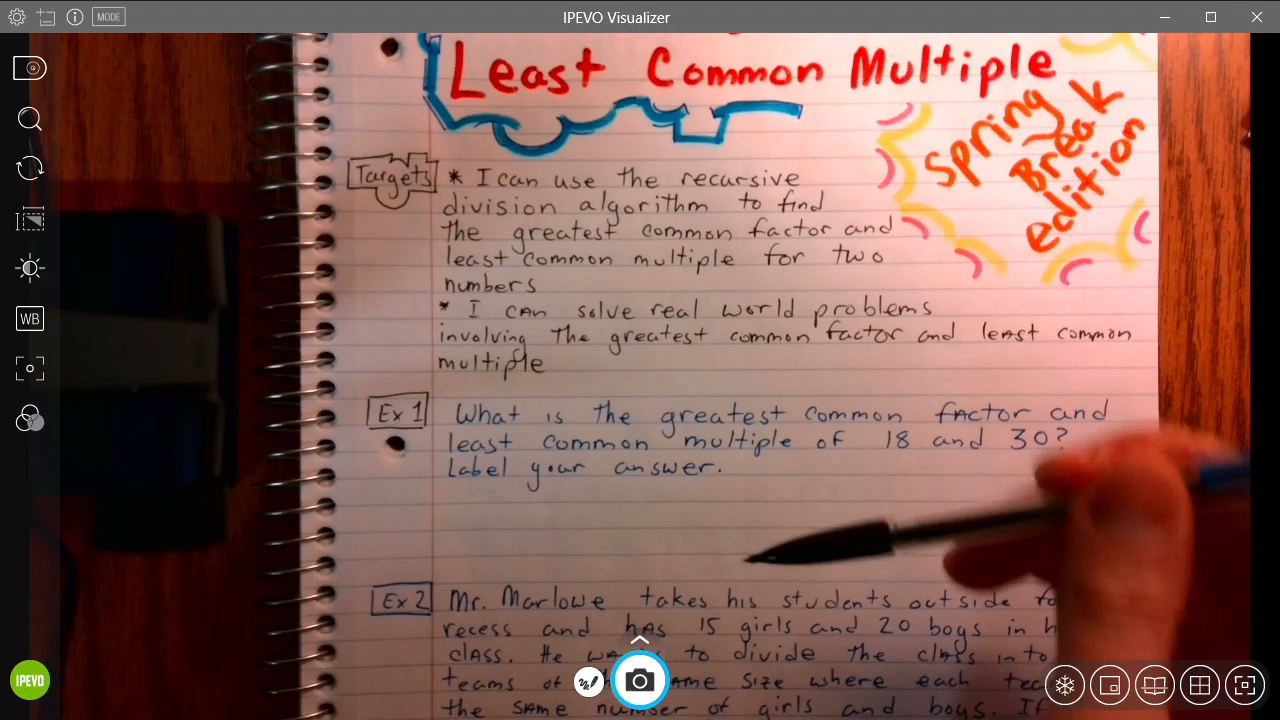 IPEVO Visualizer
MODE
Least Common Multiple
Spring
Break
edition
Targets
* I can use the recursive
division algorithm to find
the greatest common factor and
least common multiple for two
numbers
* I can solve real world problems
involving the greatest common factor and least common
multiple
Ex 1
What is the greatest common factor and
least common multiple of 18 and 30?
Label your answer.
Ex 2
Mr. Marlowe takes his students outside
recess and has 15 girls and 20 boys in
class. He to divide the class into
teams of size where each
the same number of girls and boys. If
WB
IPEVO